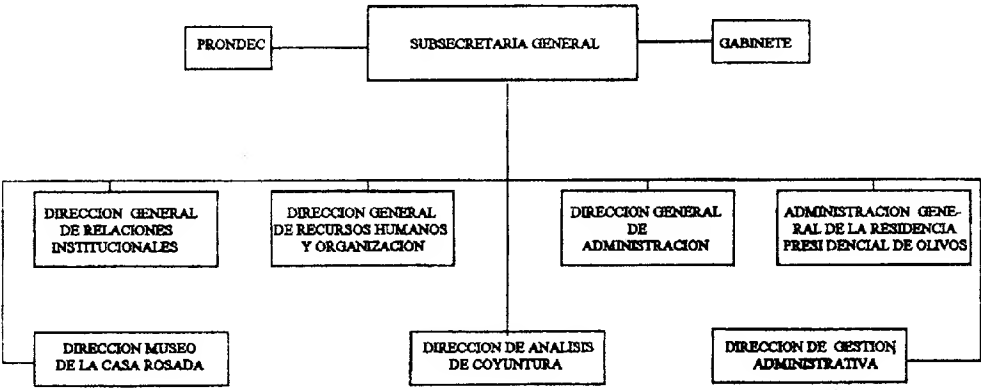 PRONDEC
SUBSECRETARIA GENERAL
GABINETE
DIRECCION GENERAL
DE RELACIONES
INSTITUCIONALES
DIRECCION GENERAL
DE RECURSOS HUMANOS
Y ORGANIZACION
DIRECCION GENERAL
DE
ADMINISTRACION
ADMINISTRACION GENE-
RAL DE LA RESIDENCIA
PRESI DENCIAL DE OLIVOS
DIRECCION MUSEO
DE LA CASA ROSADA
DIRECCION DE ANALISIS
DE COYUNTURA
DIRECCION DE GESTION
ADMINISTRATIVA